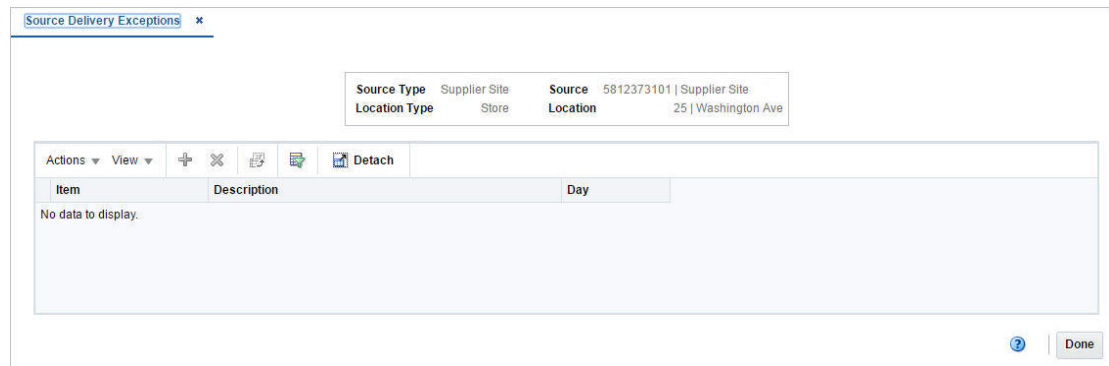 Source Delivery Exceptions
Source Type Supplier Site Source 5812373101 | Supplier Site
Location Type Store Location 25 | Washington Ave
Actions View Detach
Item Description Day
No data to display.
Done